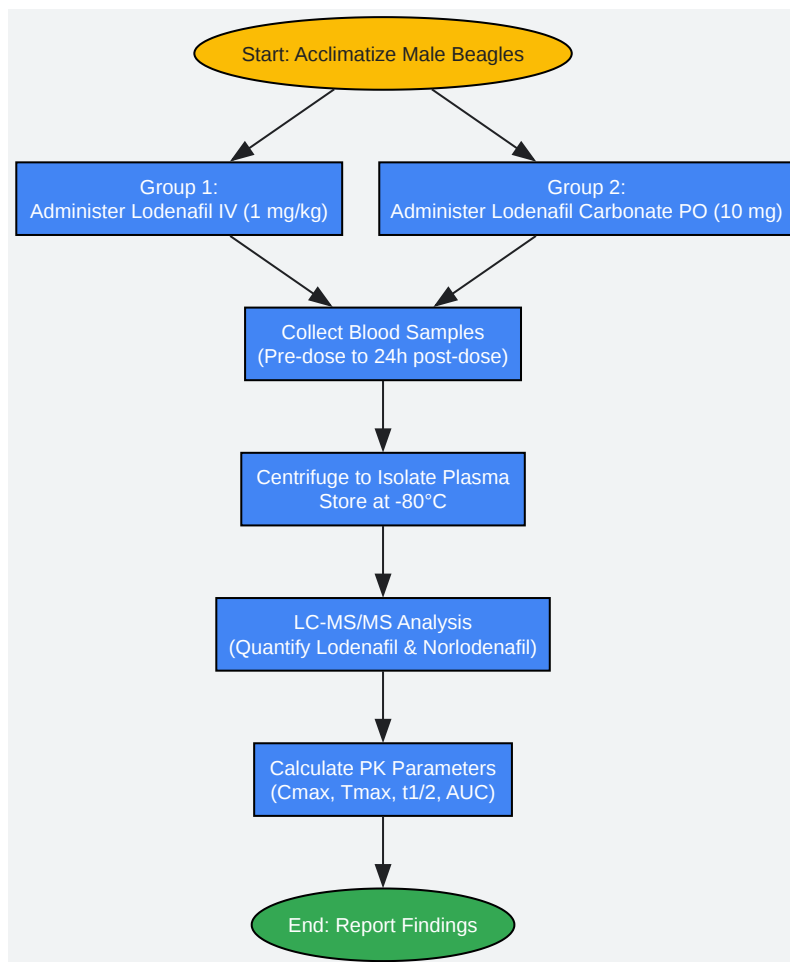 Start: Acclimatize Male Beagles
Group 1:
Administer Lodenafil IV (1 mg/kg)
Group 2:
Administer Lodenafil Carbonate PO (10 mg)
Collect Blood Samples
(Pre-dose to 24h post-dose)
Centrifuge to Isolate Plasma
Store at -80°C
LC-MS/MS Analysis
(Quantify Lodenafil & Norlodenafil)
Calculate PK Parameters
(Cmax, Tmax, t1/2, AUC)
End: Report Findings